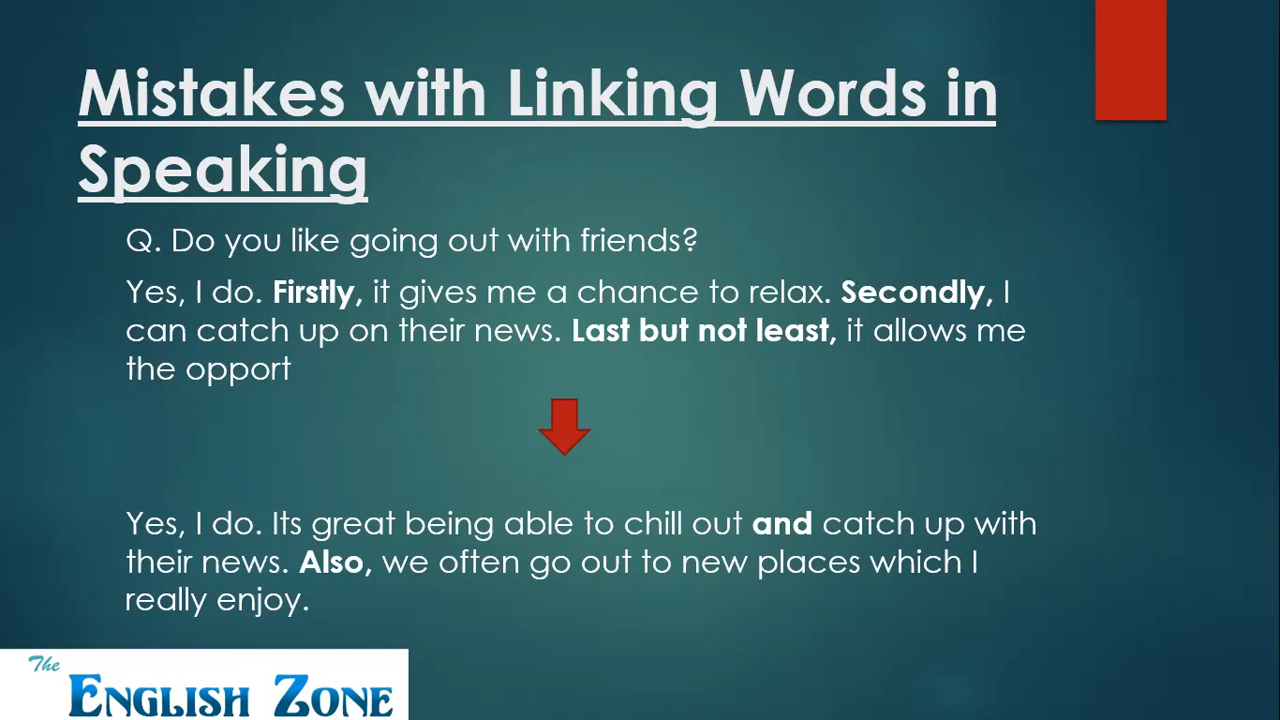 Mistakes with Linking Words in
Speaking
Q. Do you like going out with friends?
Yes, I do. Firstly, it gives me a chance to relax. Secondly, I
can catch up on their news. Last but not least, it allows me
the opport
Yes, I do. Its great being able to chill out and catch up with
their news. Also, we often go out to new places which I
really enjoy.
The
ENGLISH ZONE